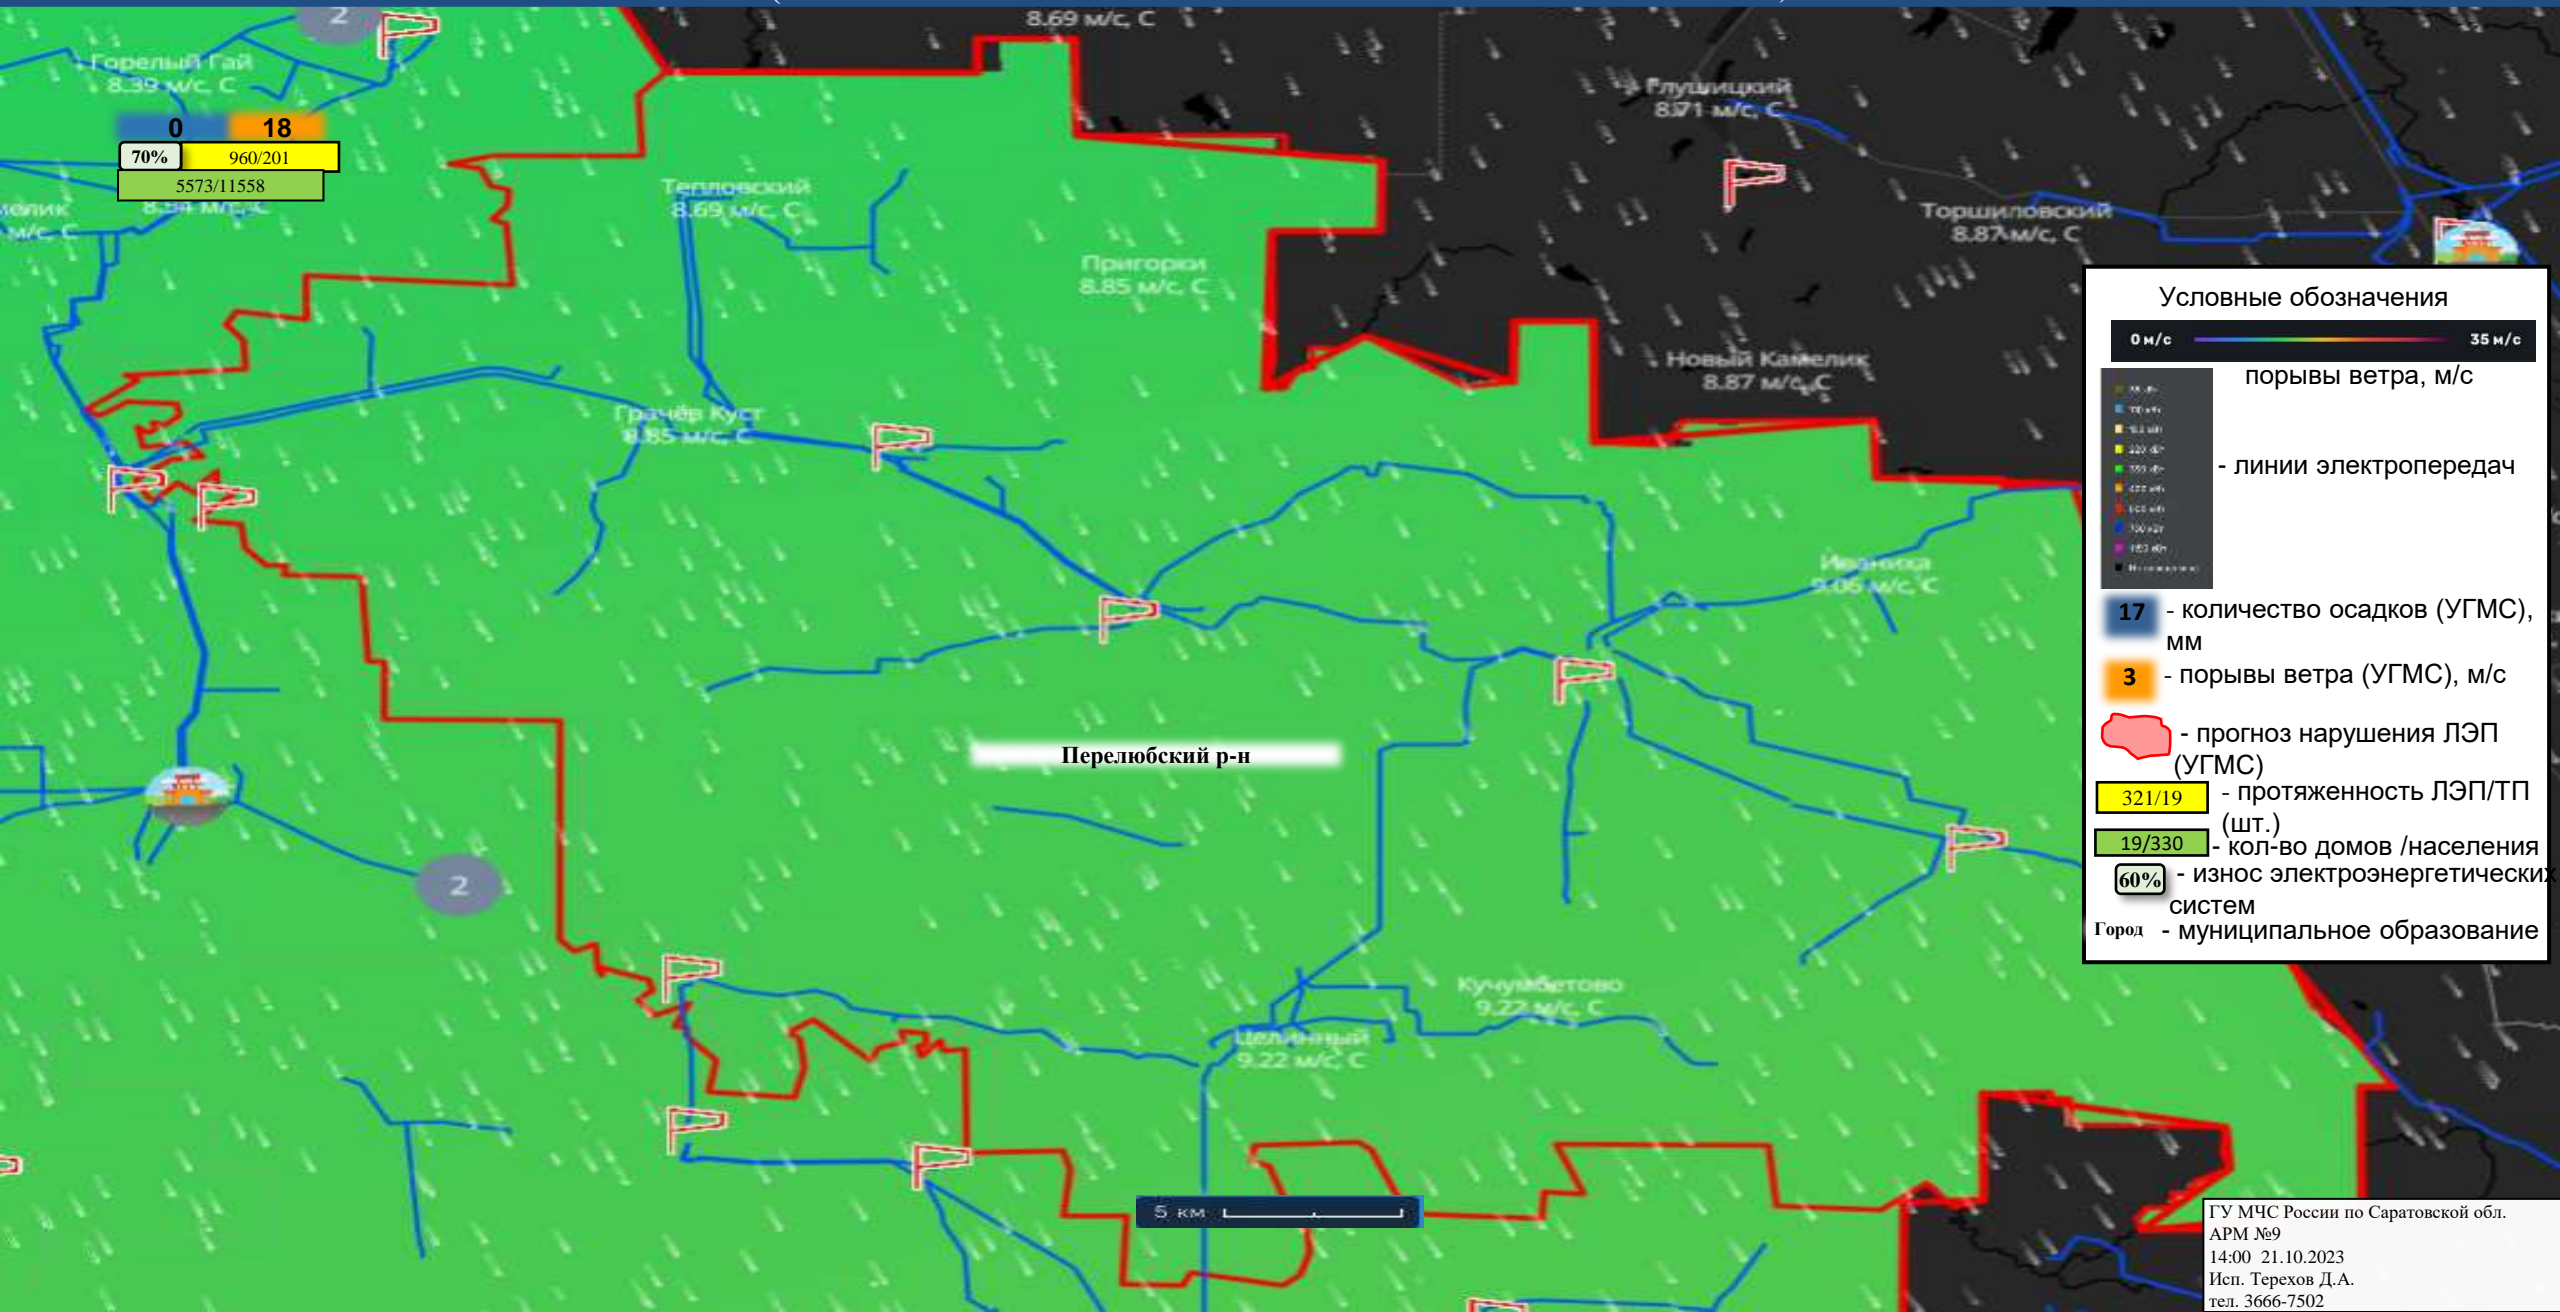 2
8.69 м/с, С
Горелый Гай
8.39 м/с, С
0 18
70% 960/201
5573/11558
м/с, С
Тепловский
8.69 м/с, С
Пригорки
8.85 м/с, С
Глушицкий
8.71 м/с, С
Торшиловский
8.87 м/с, С
Новый Камелик
8.87 м/с, С
Грачёв Куст
8.85 м/с, С
Иваниха
9.06 м/с, С
Перелюбский р-н
2
Кучумбетово
9.22 м/с, С
Целинный
9.22 м/с, С
5 км
Условные обозначения
0 м/с 35 м/с
порывы ветра, м/с
- линии электропередач
17 - количество осадков (УГМС),
мм
3 - порывы ветра (УГМС), м/с
- прогноз нарушения ЛЭП
(УГМС)
321/19 - протяженность ЛЭП/ТП
(шт.)
19/330 - кол-во домов /населения
60% - износ электроэнергетических
систем
Город - муниципальное образование
ГУ МЧС России по Саратовской обл.
АРМ №9
14:00 21.10.2023
Исп. Терехов Д.А.
тел. 3666-7502